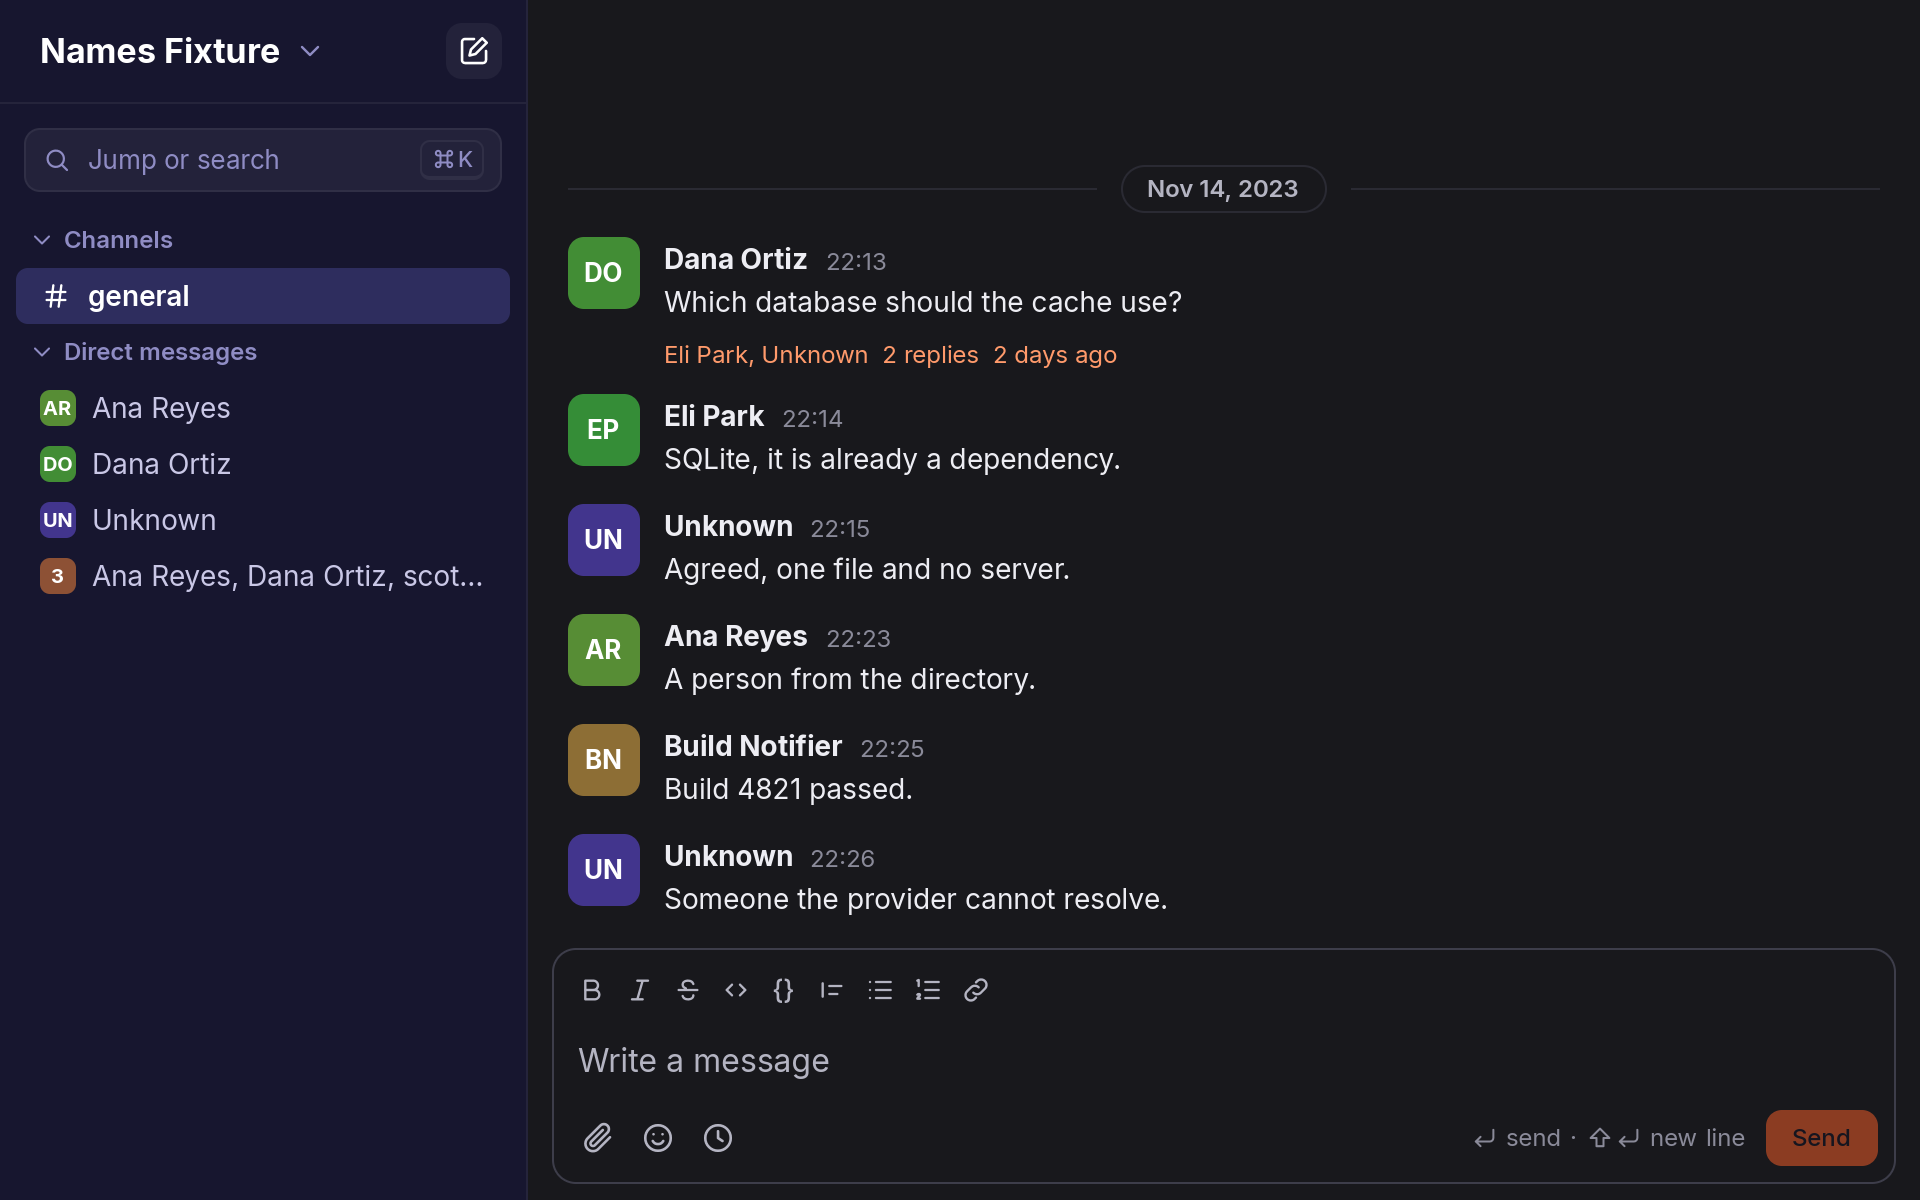 Names Fixture
Jump or search
⌘K
Channels
# general
Direct messages
AR Ana Reyes
DO Dana Ortiz
UN Unknown
3 Ana Reyes, Dana Ortiz, scot...
Nov 14, 2023
DO
Dana Ortiz 22:13
Which database should the cache use?
Eli Park, Unknown 2 replies 2 days ago
EP
Eli Park 22:14
SQLite, it is already a dependency.
UN
Unknown 22:15
Agreed, one file and no server.
AR
Ana Reyes 22:23
A person from the directory.
BN
Build Notifier 22:25
Build 4821 passed.
UN
Unknown 22:26
Someone the provider cannot resolve.
Write a message
send · new line
Send